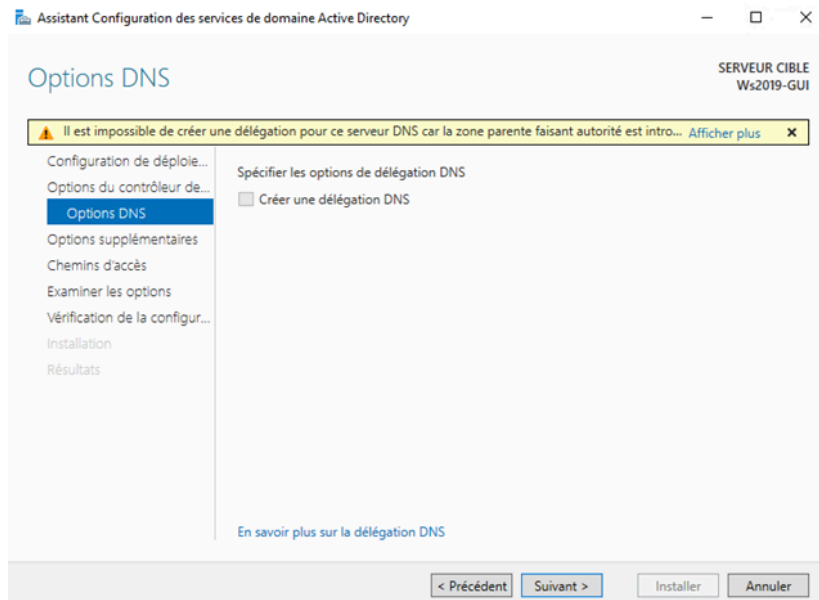 Assistant Configuration des services de domaine Active Directory
Options DNS
SERVEUR CIBLE
Ws2019-GUI
Il est impossible de créer une délégation pour ce serveur DNS car la zone parente faisant autorité est intro... Afficher plus
Configuration de déploie...
Options du contrôleur de...
Options DNS
Options supplémentaires
Chemins d'accès
Examiner les options
Vérification de la configur...
Installation
Résultats
Spécifier les options de délégation DNS
Créer une délégation DNS
En savoir plus sur la délégation DNS
< Précédent Suivant > Installer Annuler